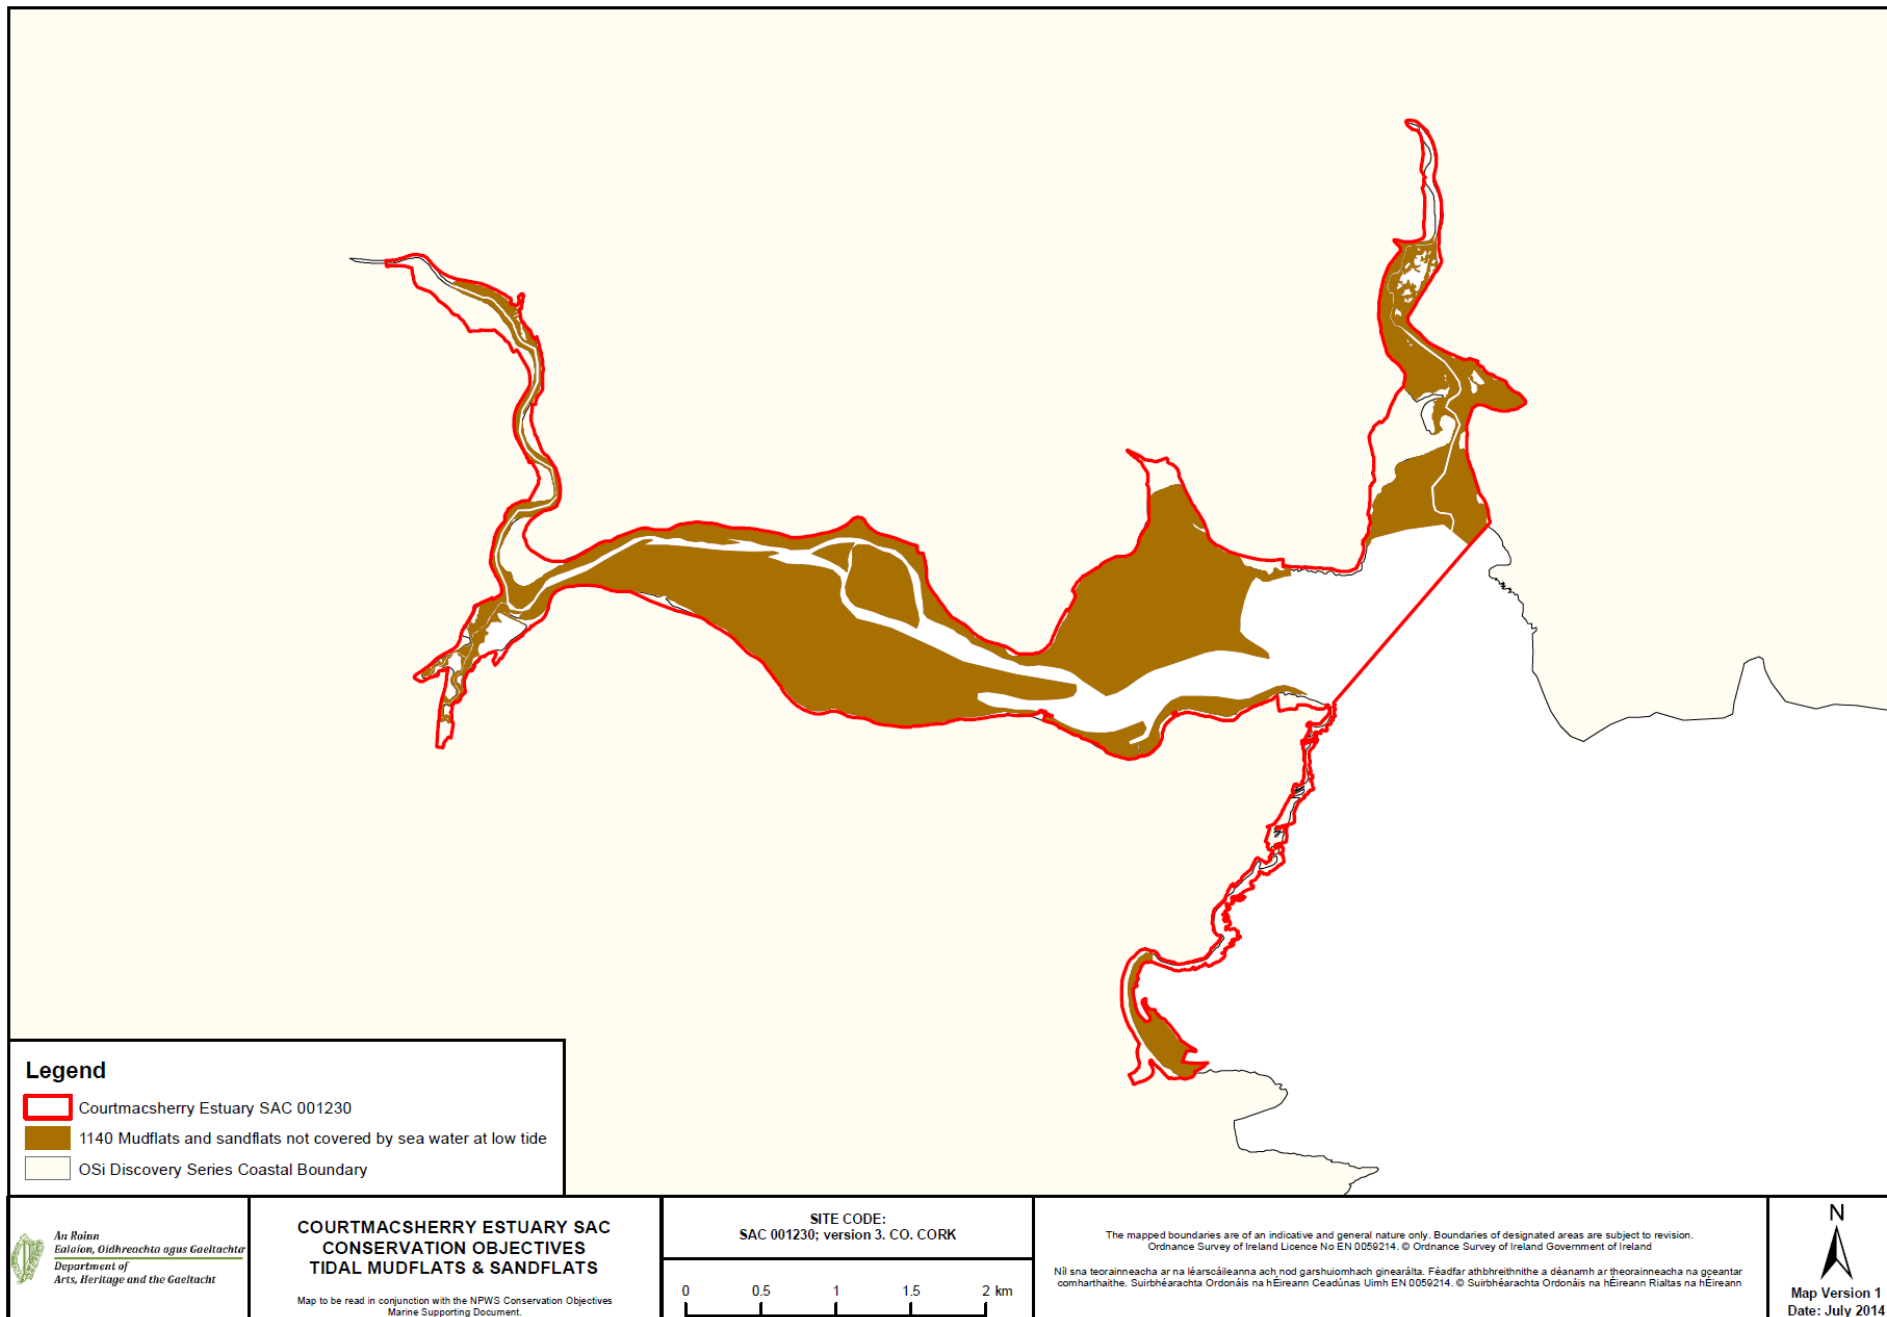 Legend
Courtmacsherry Estuary SAC 001230
1140 Mudflats and sandflats not covered by sea water at low tide
OSi Discovery Series Coastal Boundary
An Roinn
Ealaíon, Oidhreachta agus Gaeltachta
Department of
Arts, Heritage and the Gaeltacht
COURTMACSHERRY ESTUARY SAC
CONSERVATION OBJECTIVES
TIDAL MUDFLATS & SANDFLATS
Map to be read in conjunction with the NPWS Conservation Objectives
Marine Supporting Document.
SITE CODE:
SAC 001230; version 3. CO. CORK
0 0.5 1 1.5 2 km
The mapped boundaries are of an indicative and general nature only. Boundaries of designated areas are subject to revision.
Ordnance Survey of Ireland Licence No EN 0059214. © Ordnance Survey of Ireland Government of Ireland
Níl sna teorainneacha ar na léarscáileanna ach nod garshuíomhach ginearálta. Féadfar athbhreithnithe a déanamh ar theorainneacha na gceantar
comharthaithe. Suirbhéarachta Ordonáis na hÉireann Ceadúnas Uimh EN 0059214. © Suirbhéarachta Ordonáis na hÉireann Rialtas na hÉireann
N
Map Version 1
Date: July 2014